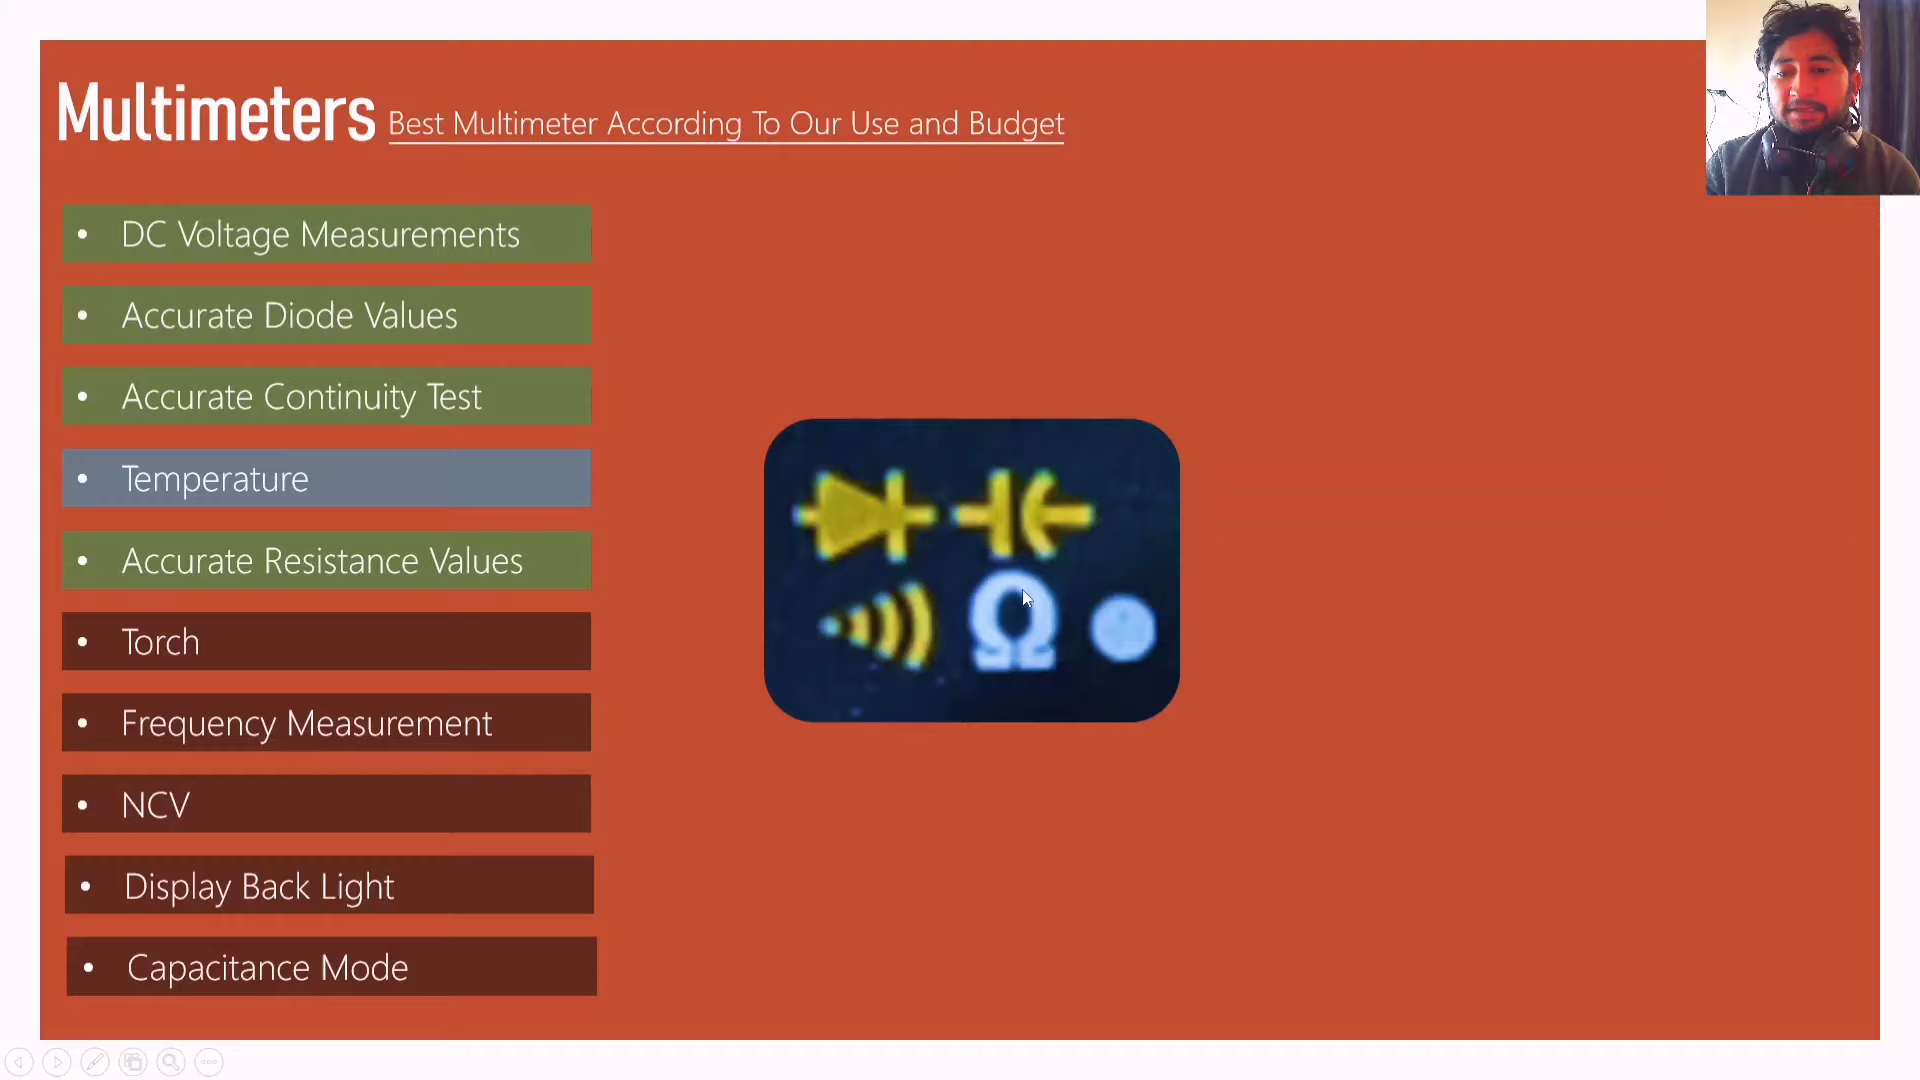 Multimeters Best Multimeter According To Our Use and Budget
• DC Voltage Measurements
• Accurate Diode Values
• Accurate Continuity Test
• Temperature
• Accurate Resistance Values
• Torch
• Frequency Measurement
• NCV
• Display Back Light
• Capacitance Mode
Ω